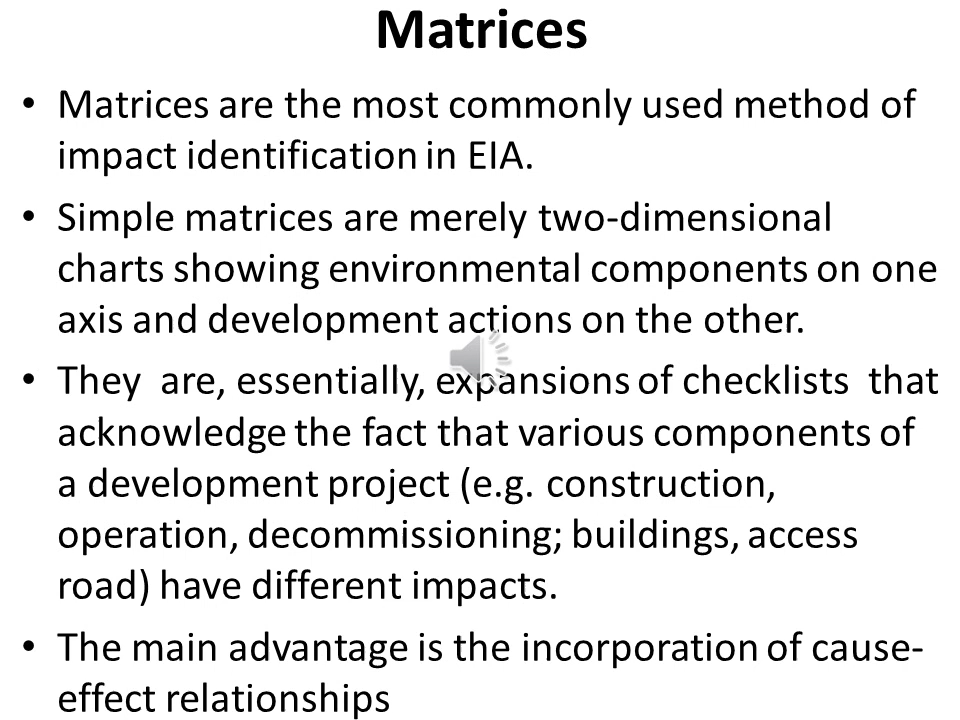 Matrices
• Matrices are the most commonly used method of
impact identification in EIA.
• Simple matrices are merely two-dimensional
charts showing environmental components on one
axis and development actions on the other.
• They  are, essentially, expansions of checklists  that
acknowledge the fact that various components of
a development project (e.g. construction,
operation, decommissioning; buildings, access
road) have different impacts.
• The main advantage is the incorporation of cause-
effect relationships